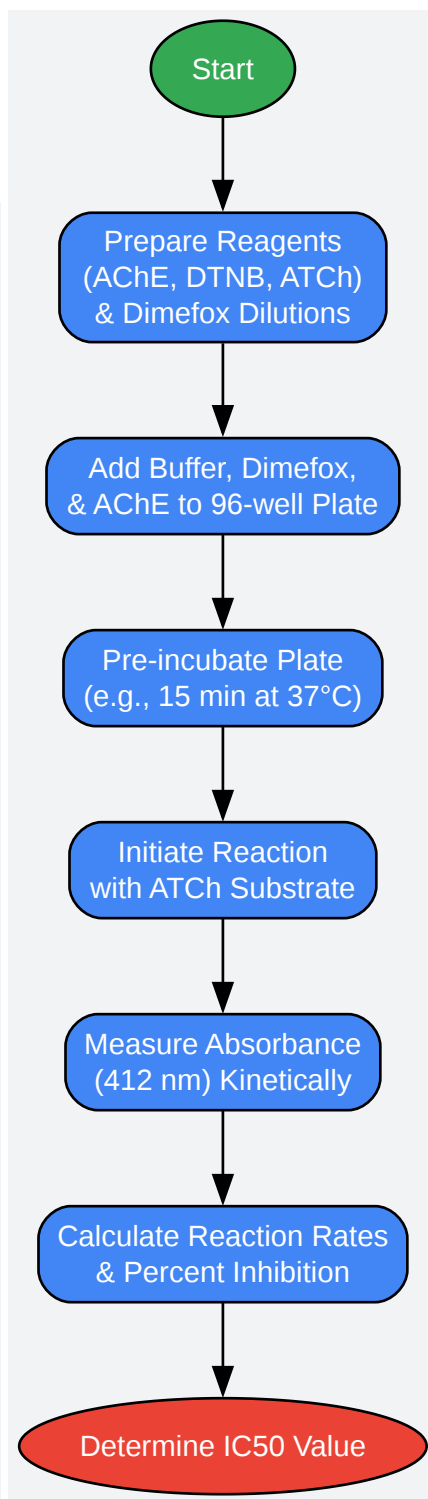 Start
Prepare Reagents
(AChE, DTNB, ATCh)
& Dimefox Dilutions
Add Buffer, Dimefox,
& AChE to 96-well Plate
Pre-incubate Plate
(e.g., 15 min at 37°C)
Initiate Reaction
with ATCh Substrate
Measure Absorbance
(412 nm) Kinetically
Calculate Reaction Rates
& Percent Inhibition
Determine IC50 Value